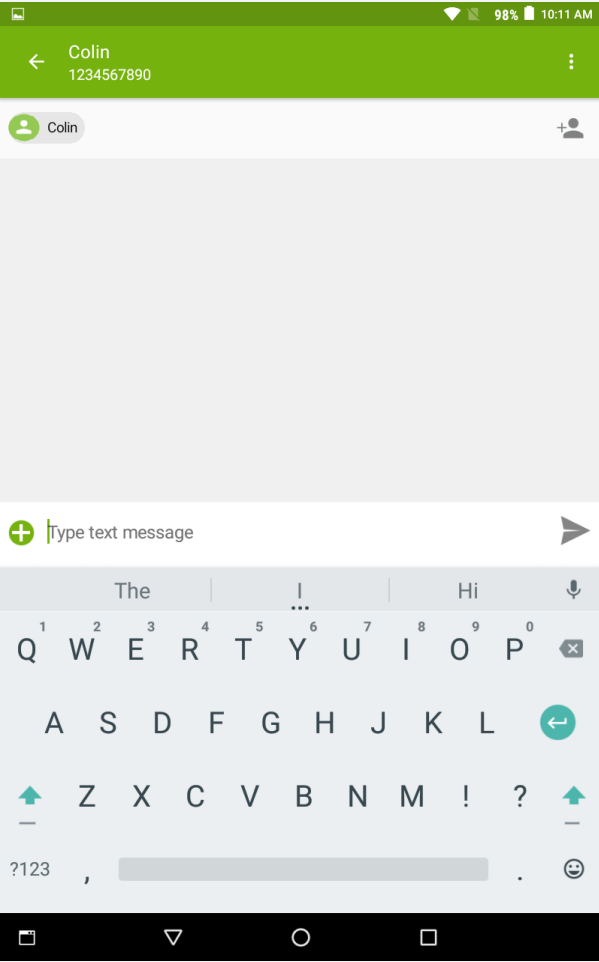 98% 10:11 AM
Colin
1234567890
Colin
Type text message
The I Hi
1 2 3 4 5 6 7 8 9 0
Q W E R T Y U I O P
A S D F G H J K L
Z X C V B N M ! ?
?123 , .